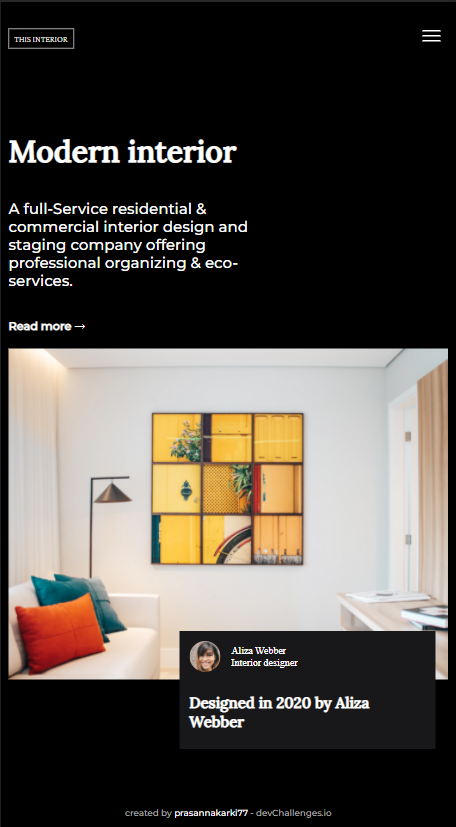 THIS INTERIOR
Modern interior
A full-Service residential &
commercial interior design and
staging company offering
professional organizing & eco-
services.
Read more →
Aliza Webber
Interior designer
Designed in 2020 by Aliza
Webber
created by prasannakarki77 - devChallenges.io